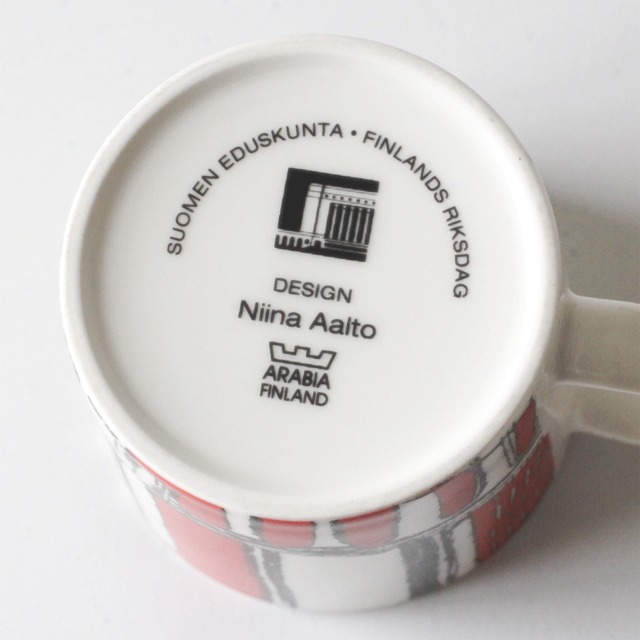 SUOMEN EDUSKUNTA • FINLANDS RIKSDAG
DESIGN
Niina Aalto
ARABIA
FINLAND